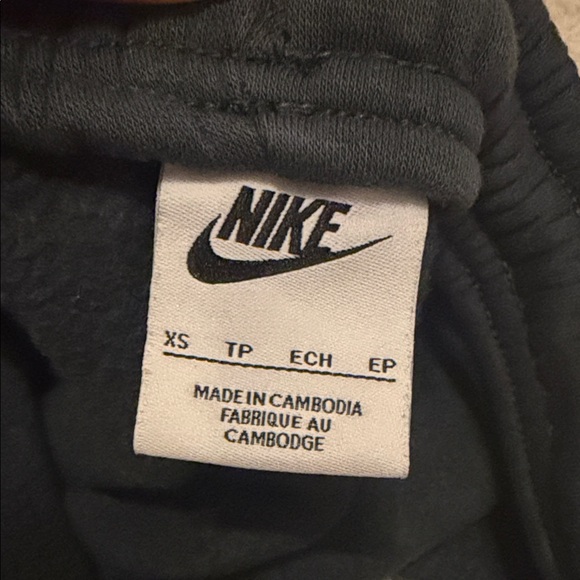 NIKE
XS TP ECH EP
MADE IN CAMBODIA
FABRIQUE AU
CAMBODGE